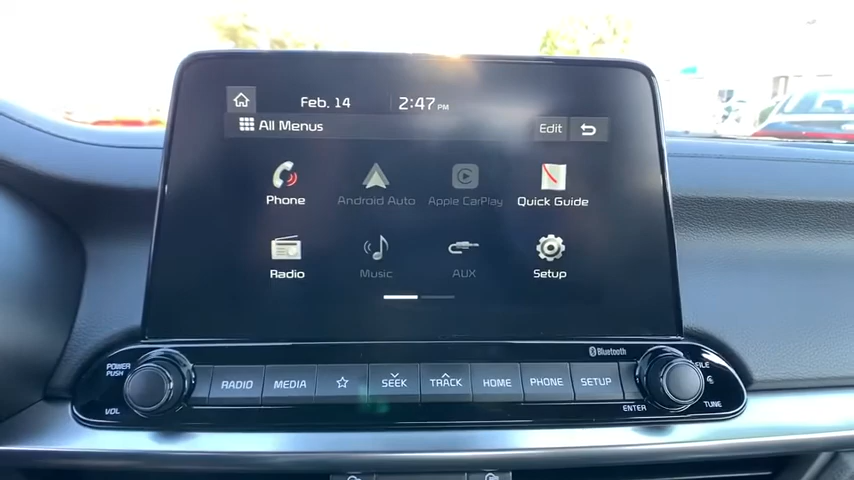 Feb. 14 2:47 PM
All Menus Edit
Phone Android Auto Apple CarPlay Quick Guide
Radio Music AUX Setup
Bluetooth
POWER
PUSH
RADIO MEDIA SEEK TRACK HOME PHONE SETUP
VOL ENTER TUNE